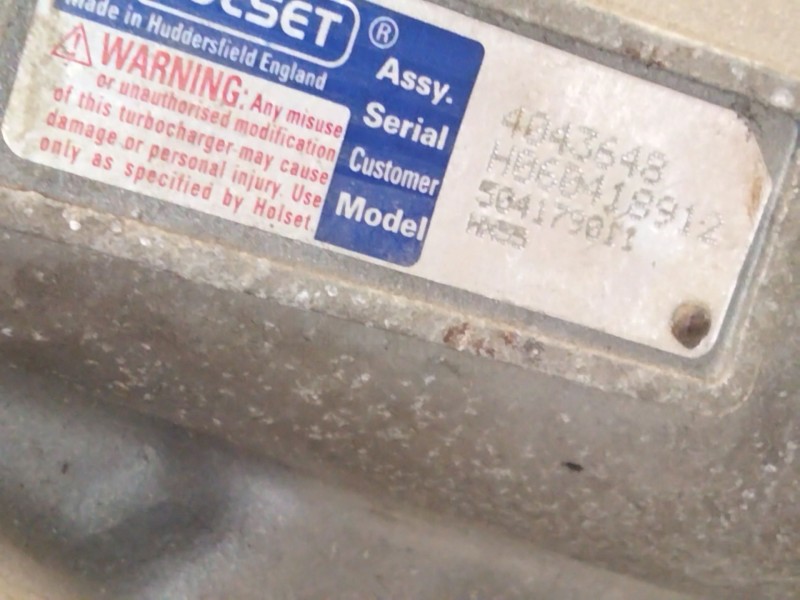 HOLSET ®
Made in Huddersfield England
WARNING: Any misuse
or unauthorised modification
of this turbocharger may cause
damage or personal injury. Use
only as specified by Holset.
Assy. 4043648
Serial H060418912
Customer 504179011
Model HX55